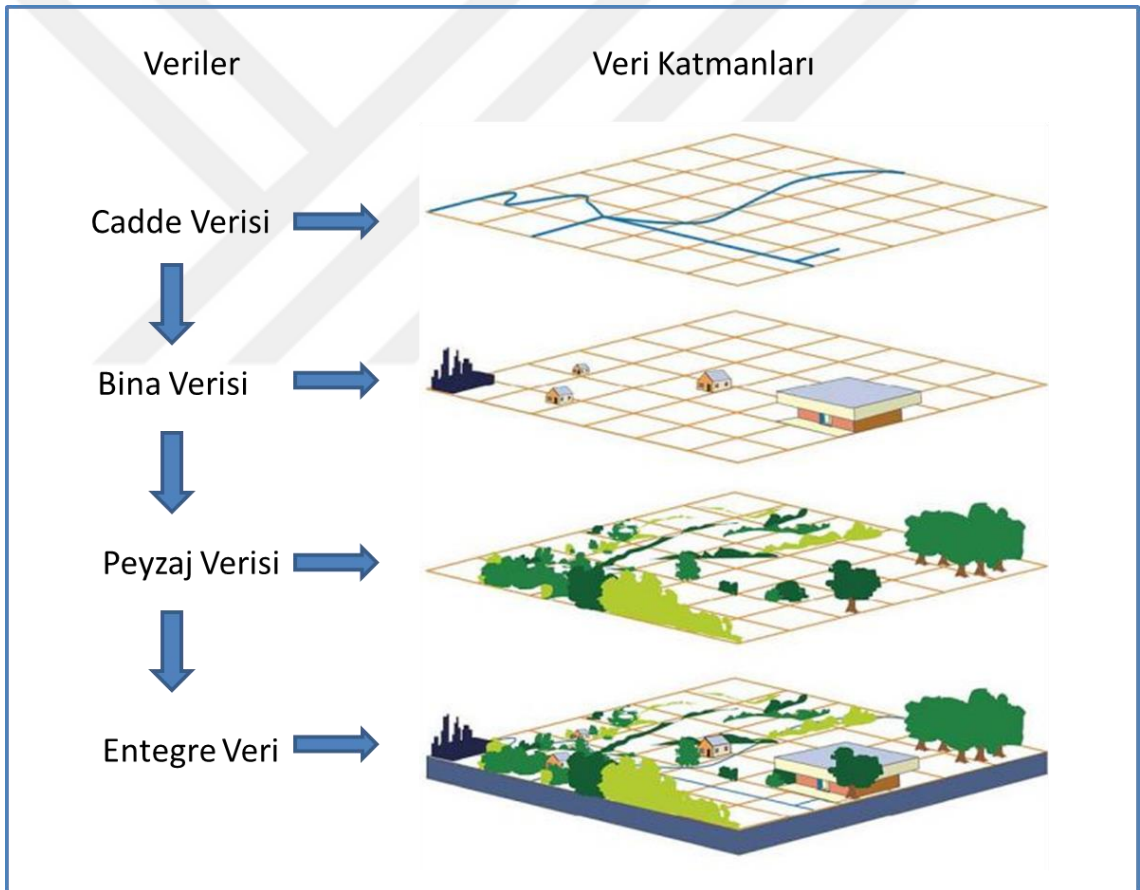 Veriler
Veri Katmanları
Cadde Verisi
Bina Verisi
Peyzaj Verisi
Entegre Veri